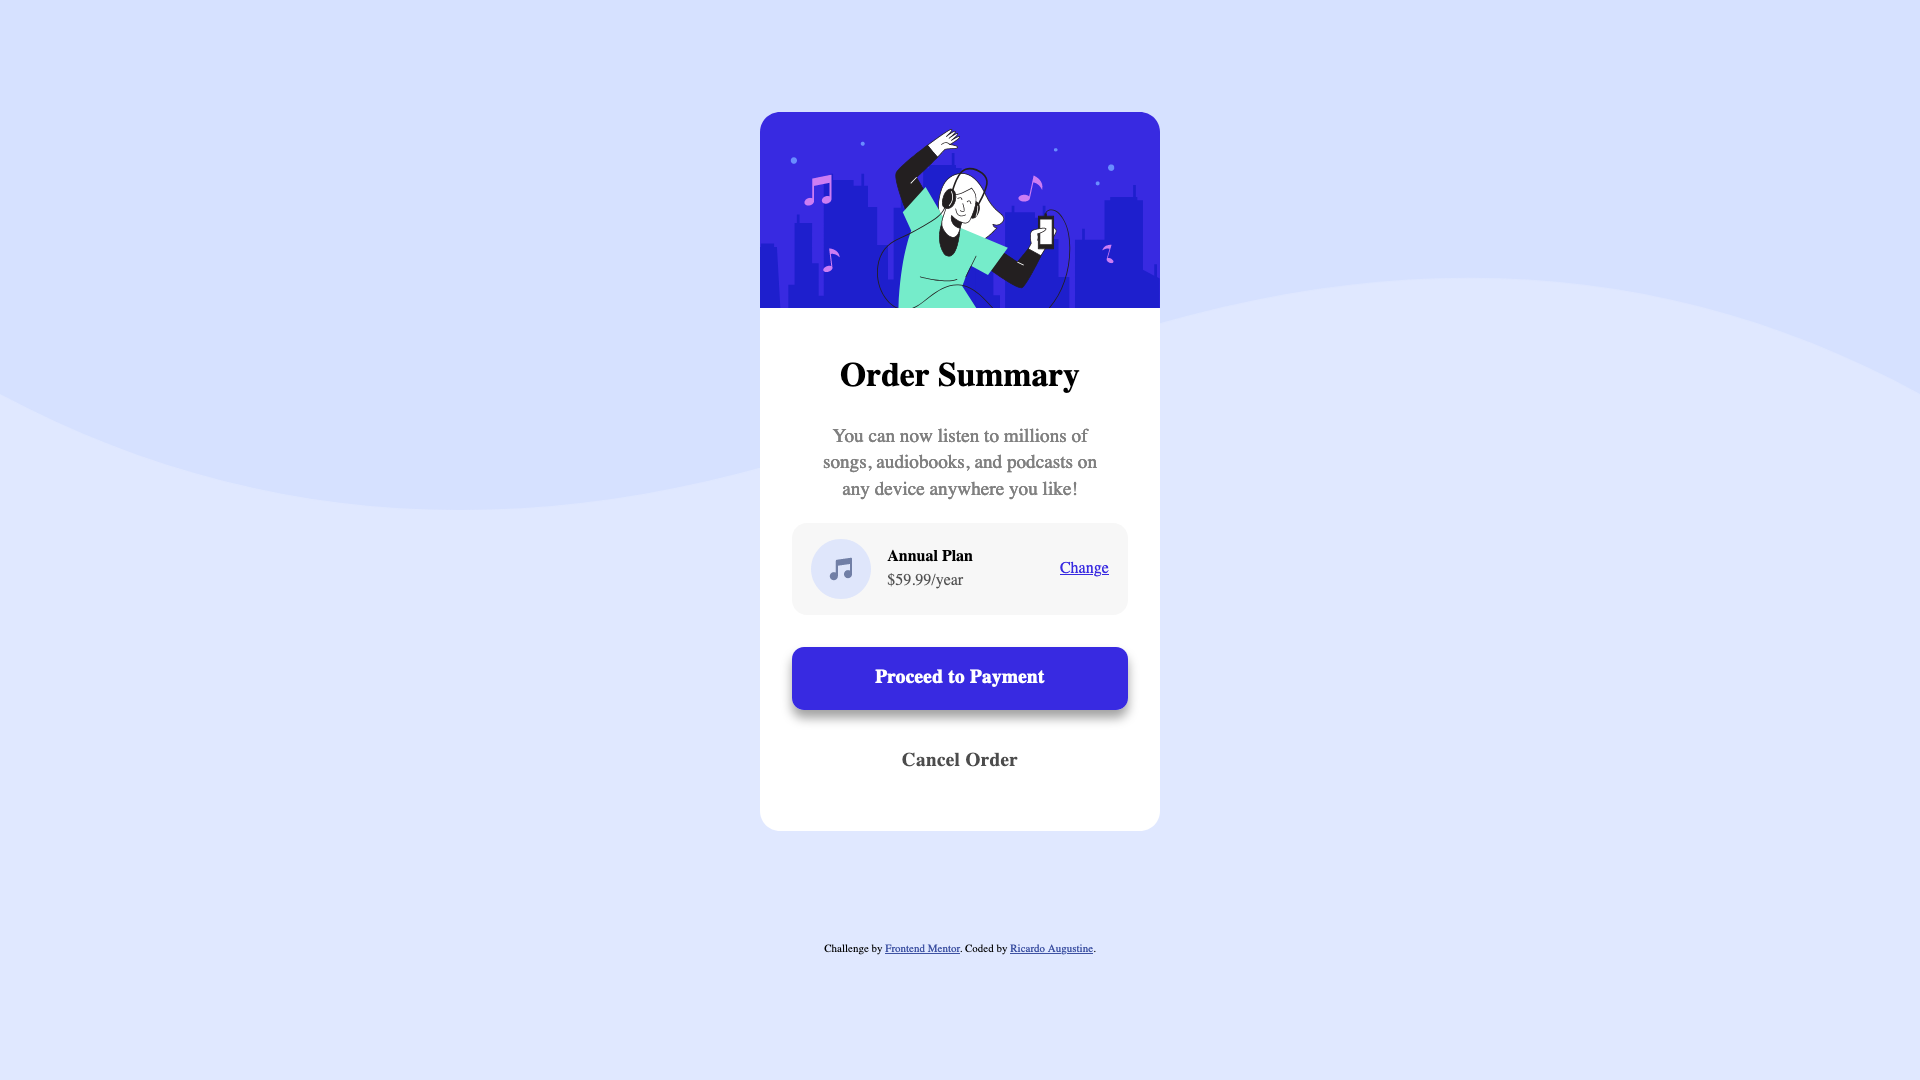 Order Summary
You can now listen to millions of
songs, audiobooks, and podcasts on
any device anywhere you like!
Annual Plan
$59.99/year
Change
Proceed to Payment
Cancel Order
Challenge by Frontend Mentor. Coded by Ricardo Augustine.